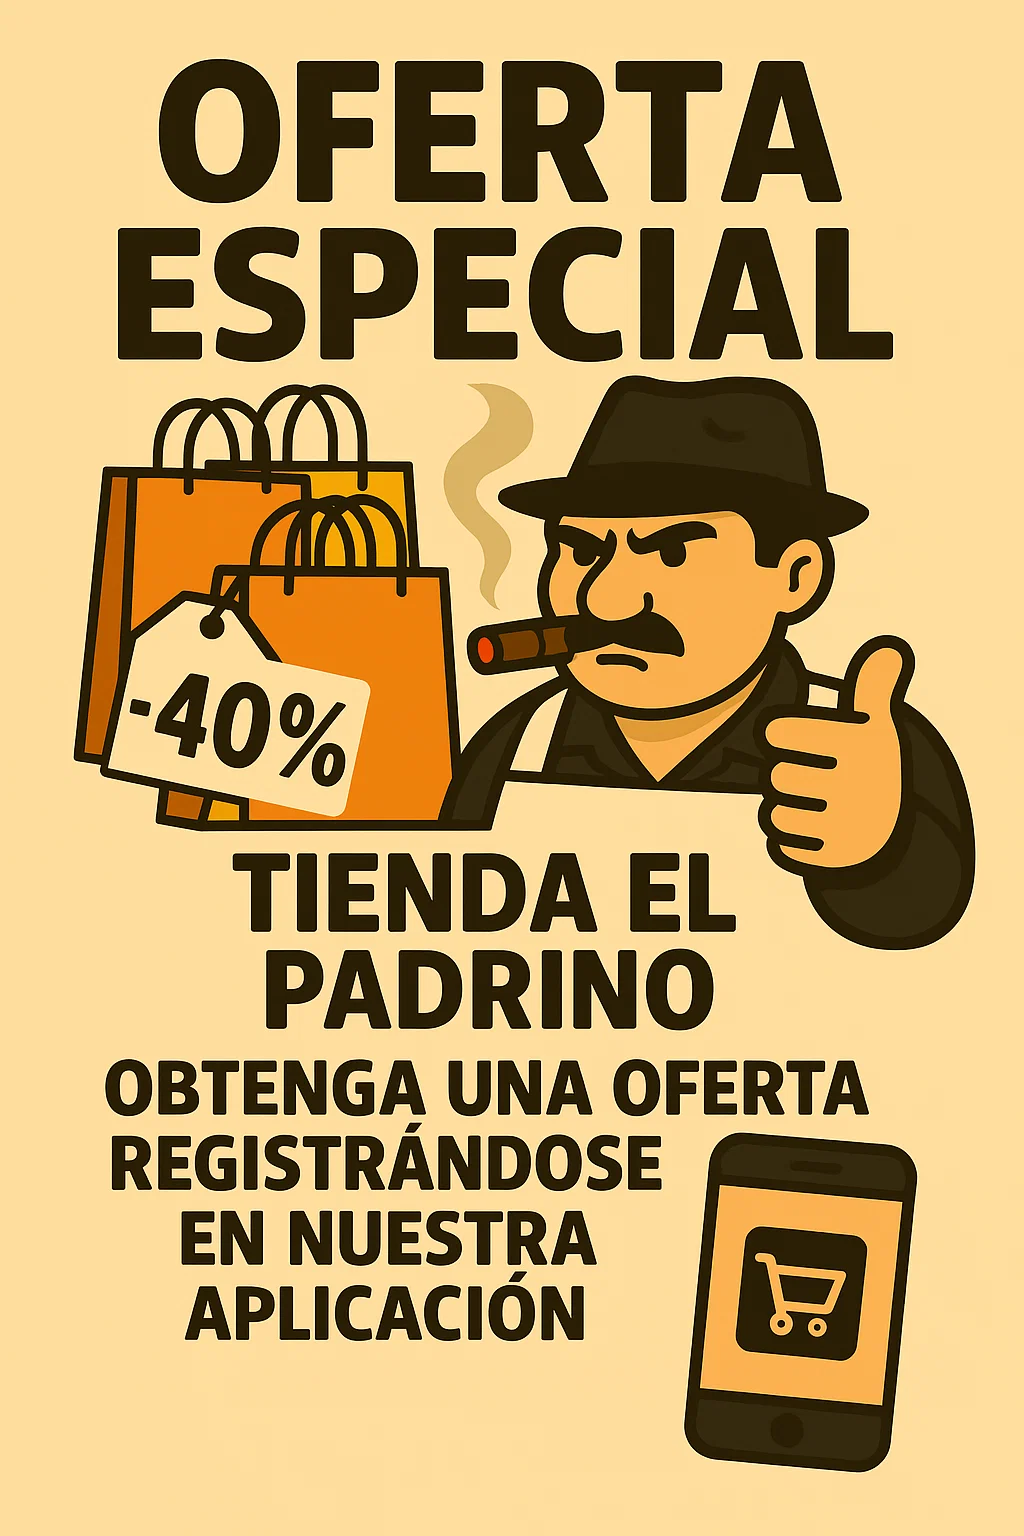 OFERTA
ESPECIAL
-40%
TIENDA EL
PADRINO
OBTENGA UNA OFERTA
REGISTRÁNDOSE
EN NUESTRA
APLICACIÓN